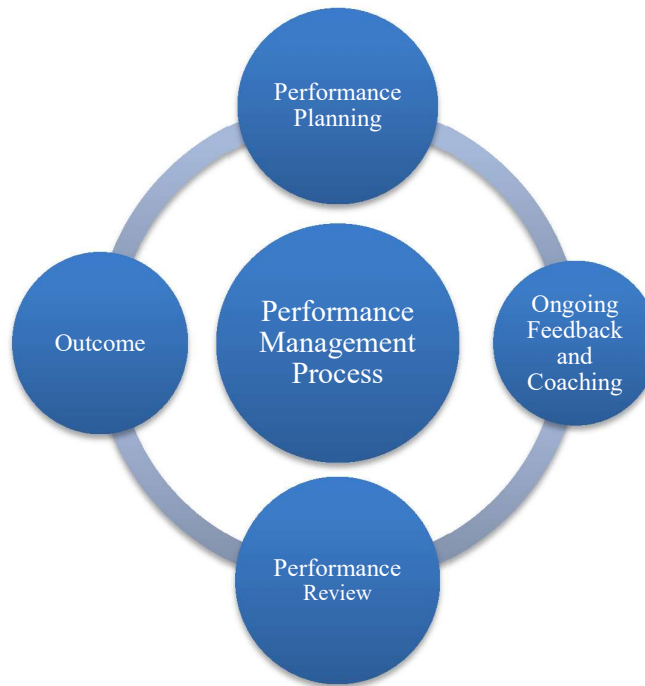 Performance
Planning
Outcome
Performance
Management
Process
Ongoing
Feedback
and
Coaching
Performance
Review